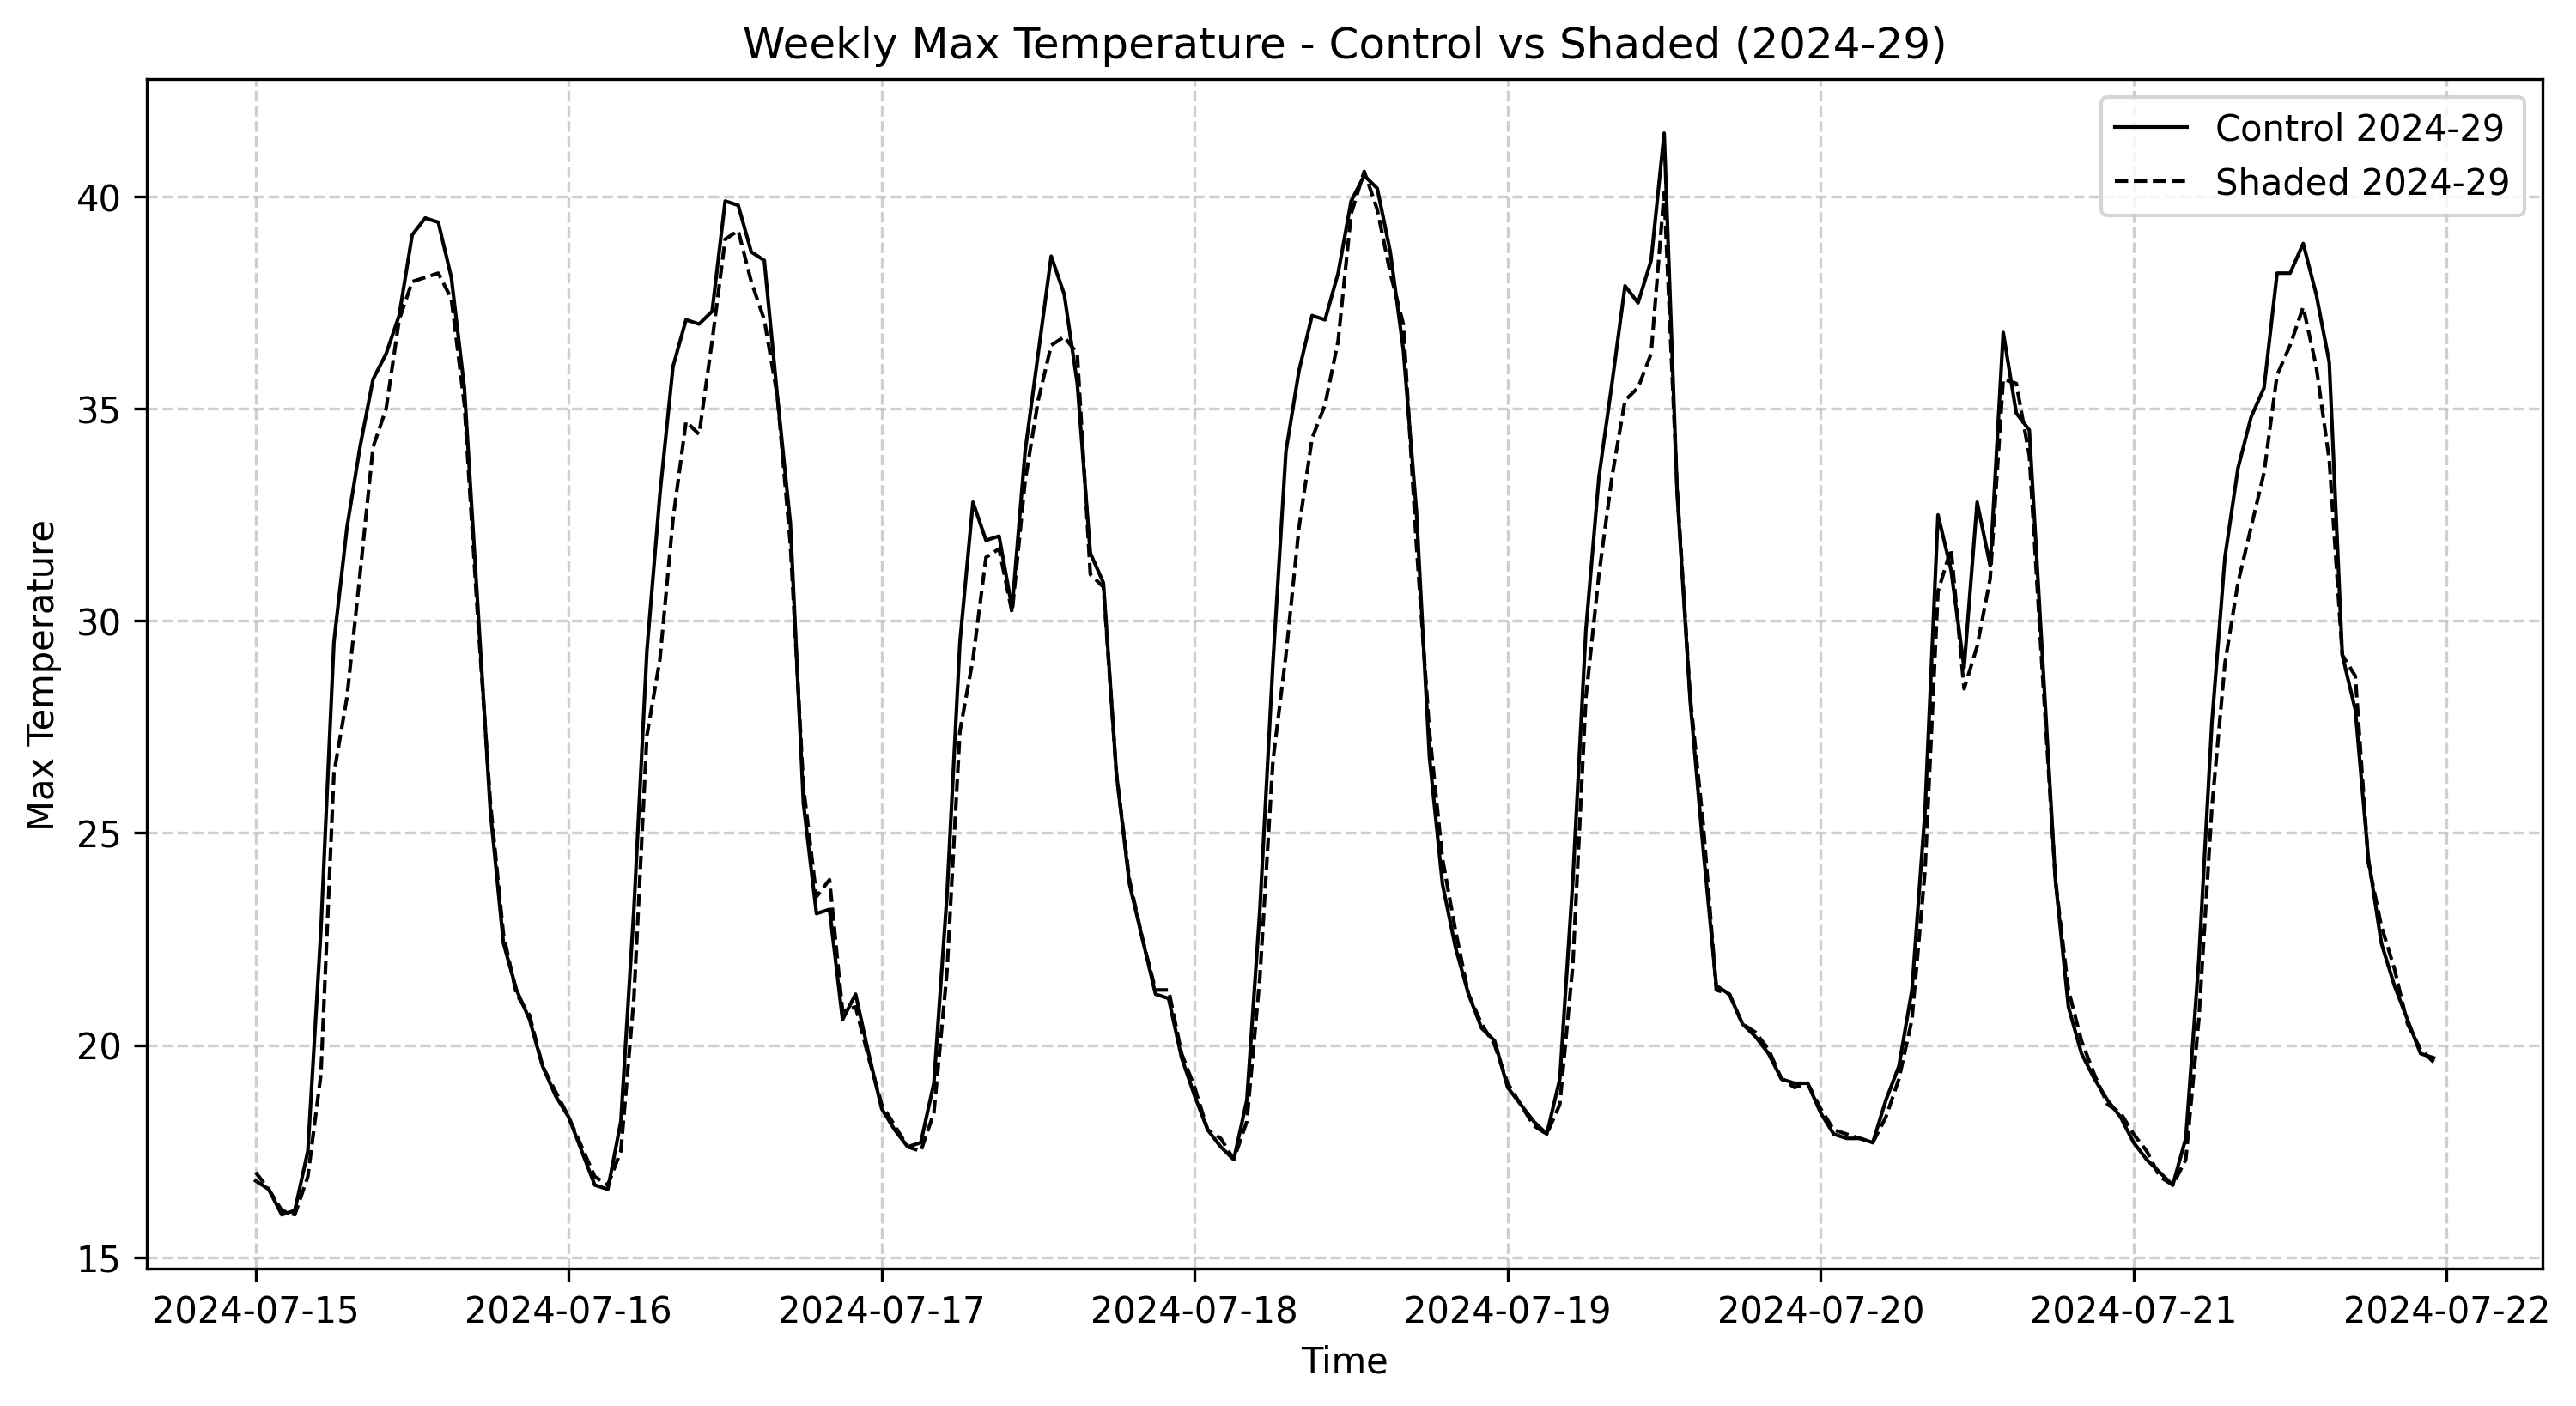 Weekly Max Temperature - Control vs Shaded (2024-29)
Control 2024-29
Shaded 2024-29
Max Temperature
40
35
30
25
20
15
2024-07-15 2024-07-16 2024-07-17 2024-07-18 2024-07-19 2024-07-20 2024-07-21 2024-07-22
Time